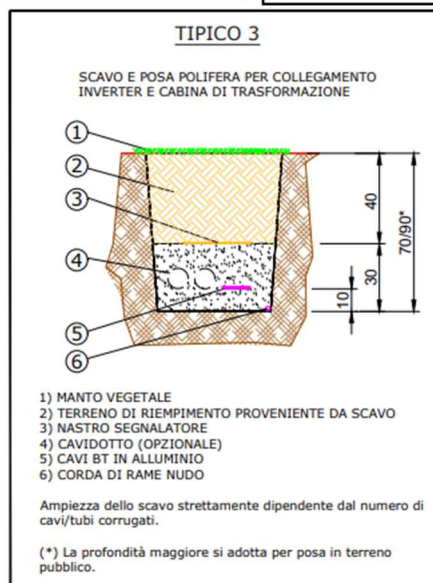 TIPICO 3
SCAVO E POSA POLIFERA PER COLLEGAMENTO
INVERTER E CABINA DI TRASFORMAZIONE
1
2
3
4
5
6
40
30
10
70/90*
1) MANTO VEGETALE
2) TERRENO DI RIEMPIMENTO PROVENIENTE DA SCAVO
3) NASTRO SEGNALATORE
4) CAVIDOTTO (OPZIONALE)
5) CAVI BT IN ALLUMINIO
6) CORDA DI RAME NUDO
Ampiezza dello scavo strettamente dipendente dal numero di
cavi/tubi corrugati.
(*) La profondità maggiore si adotta per posa in terreno
pubblico.